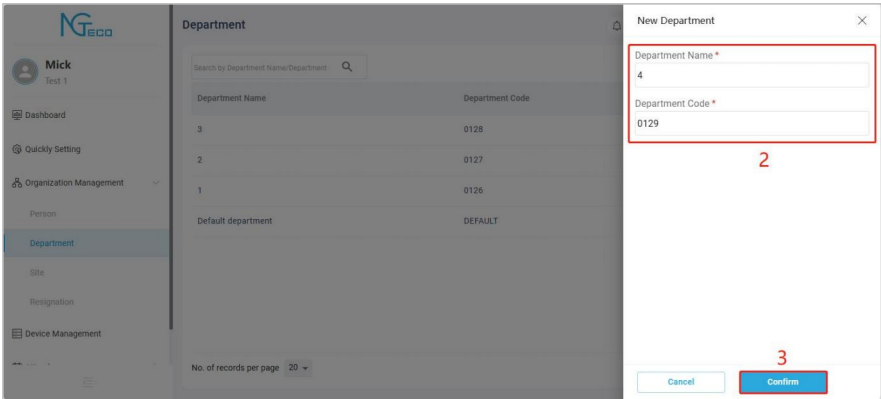 NGTECO
Mick
Test 1
Dashboard
Quickly Setting
Organization Management
Person
Department
Site
Resignation
Device Management
Department
Search by Department Name/Department
Department Name Department Code
3 0128
2 0127
1 0126
Default department DEFAULT
No. of records per page 20
New Department
Department Name *
4
Department Code *
0129
2
3
Cancel Confirm